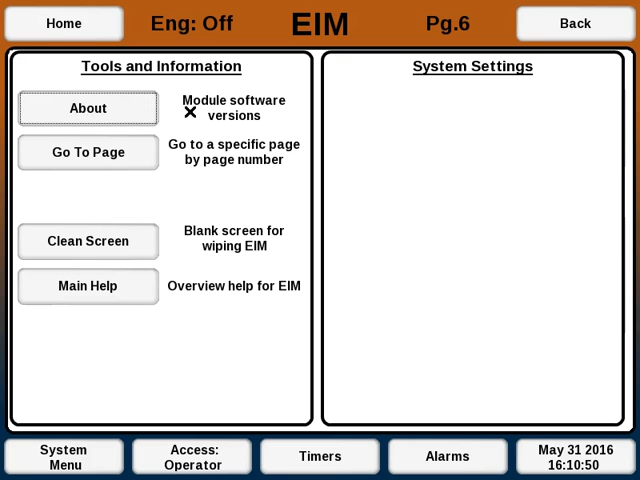 Home
Eng: Off
EIM
Pg.6
Back
Tools and Information
About
Module software
versions
Go To Page
Go to a specific page
by page number
Clean Screen
Blank screen for
wiping EIM
Main Help
Overview help for EIM
System Settings
System
Menu
Access:
Operator
Timers
Alarms
May 31 2016
16:10:50